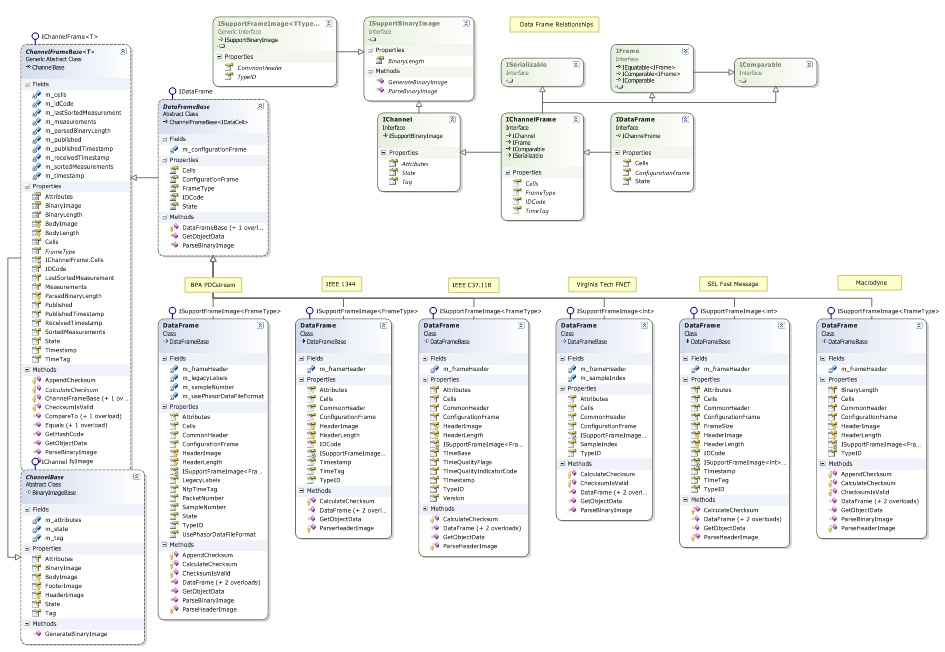 Data Frame Relationships
IChannelFrame<T>
ChannelFrameBase<T>
Generic Abstract Class
ChannelBase
Fields
m_cells
m_idCode
m_lastSortedMeasurement
m_measurements
m_parsedBinaryLength
m_published
m_publishedTimestamp
m_receivedTimestamp
m_sortedMeasurements
m_timestamp
Properties
Attributes
BinaryImage
BinaryLength
BodyImage
BodyLength
Cells
FrameType
IChannelFrame.Cells
IDCode
LastSortedMeasurement
Measurements
ParsedBinaryLength
Published
PublishedTimestamp
ReceivedTimestamp
SortedMeasurements
State
Timestamp
TimeTag
Methods
AppendChecksum
CalculateChecksum
ChannelFrameBase (+ 1 ov...
ChecksumIsValid
CompareTo (+ 1 overload)
Equals (+ 1 overload)
GetHashCode
GetObjectData
ParseBinaryImage
IChannel
yImage
ChannelBase
Abstract Class
BinaryImageBase
Fields
m_attributes
m_state
m_tag
Properties
Attributes
BinaryImage
BodyImage
FooterImage
HeaderImage
State
Tag
Methods
GenerateBinaryImage
IDataFrame
DataFrameBase
Abstract Class
ChannelFrameBase<IDataCell>
Fields
m_configurationFrame
Properties
Cells
ConfigurationFrame
FrameType
IDCode
State
Methods
DataFrameBase (+ 1 overl...
GetObjectData
ParseBinaryImage
ISupportFrameImage<TType...
Generic Interface
ISupportBinaryImage
Properties
CommonHeader
TypeID
ISupportBinaryImage
Interface
Properties
BinaryLength
Methods
GenerateBinaryImage
ParseBinaryImage
ISerializable
Interface
IFrame
Interface
IEquatable<IFrame>
IComparable<IFrame>
IComparable
IComparable
Interface
IChannel
Interface
ISupportBinaryImage
Properties
Attributes
State
Tag
IChannelFrame
Interface
IChannel
IFrame
IComparable
ISerializable
Properties
Cells
FrameType
IDCode
TimeTag
IDataFrame
Interface
IChannelFrame
Properties
Cells
ConfigurationFrame
State
BPA PDCstream
IEEE 1344
IEEE C37.118
Virginia Tech FNET
SEL Fast Message
Macrodyne
ISupportFrameImage<FrameType>
DataFrame
Class
DataFrameBase
Fields
m_frameHeader
m_legacyLabels
m_sampleNumber
m_usePhasorDataFileFormat
Properties
Attributes
Cells
CommonHeader
ConfigurationFrame
HeaderImage
HeaderLength
ISupportFrameImage<Fra...
LegacyLabels
NtpTimeTag
PacketNumber
SampleNumber
State
TypeID
UsePhasorDataFileFormat
Methods
AppendChecksum
CalculateChecksum
ChecksumIsValid
DataFrame (+ 2 overloads)
GetObjectData
ParseBinaryImage
ParseHeaderImage
ISupportFrameImage<FrameType>
DataFrame
Class
DataFrameBase
Fields
m_frameHeader
Properties
Attributes
Cells
CommonHeader
ConfigurationFrame
HeaderImage
HeaderLength
IDCode
ISupportFrameImage...
Timestamp
TimeTag
TypeID
Methods
CalculateChecksum
DataFrame (+ 2 overl...
GetObjectData
ParseHeaderImage
ISupportFrameImage<FrameType>
DataFrame
Class
DataFrameBase
Fields
m_frameHeader
Properties
Attributes
Cells
CommonHeader
ConfigurationFrame
HeaderImage
HeaderLength
ISupportFrameImage<Fra...
TimeBase
TimeQualityFlags
TimeQualityIndicatorCode
Timestamp
TypeID
Version
Methods
CalculateChecksum
DataFrame (+ 2 overloads)
GetObjectData
ParseHeaderImage
ISupportFrameImage<int>
DataFrame
Class
DataFrameBase
Fields
m_frameHeader
m_sampleIndex
Properties
Attributes
Cells
CommonHeader
ConfigurationFrame
ISupportFrameImage...
SampleIndex
TypeID
Methods
CalculateChecksum
ChecksumIsValid
DataFrame (+ 2 overl...
GetObjectData
ParseBinaryImage
ISupportFrameImage<int>
DataFrame
Class
DataFrameBase
Fields
m_frameHeader
Properties
Attributes
Cells
CommonHeader
ConfigurationFrame
FrameSize
HeaderImage
HeaderLength
IDCode
ISupportFrameImage<int>...
Timestamp
TimeTag
TypeID
Methods
CalculateChecksum
DataFrame (+ 2 overloads)
GetObjectData
ParseHeaderImage
ISupportFrameImage<FrameType>
DataFrame
Class
DataFrameBase
Fields
m_frameHeader
Properties
BinaryLength
Cells
CommonHeader
ConfigurationFrame
HeaderImage
HeaderLength
ISupportFrameImage<Fra...
TypeID
Methods
AppendChecksum
CalculateChecksum
ChecksumIsValid
DataFrame (+ 2 overloads)
GetObjectData
ParseBinaryImage
ParseHeaderImage